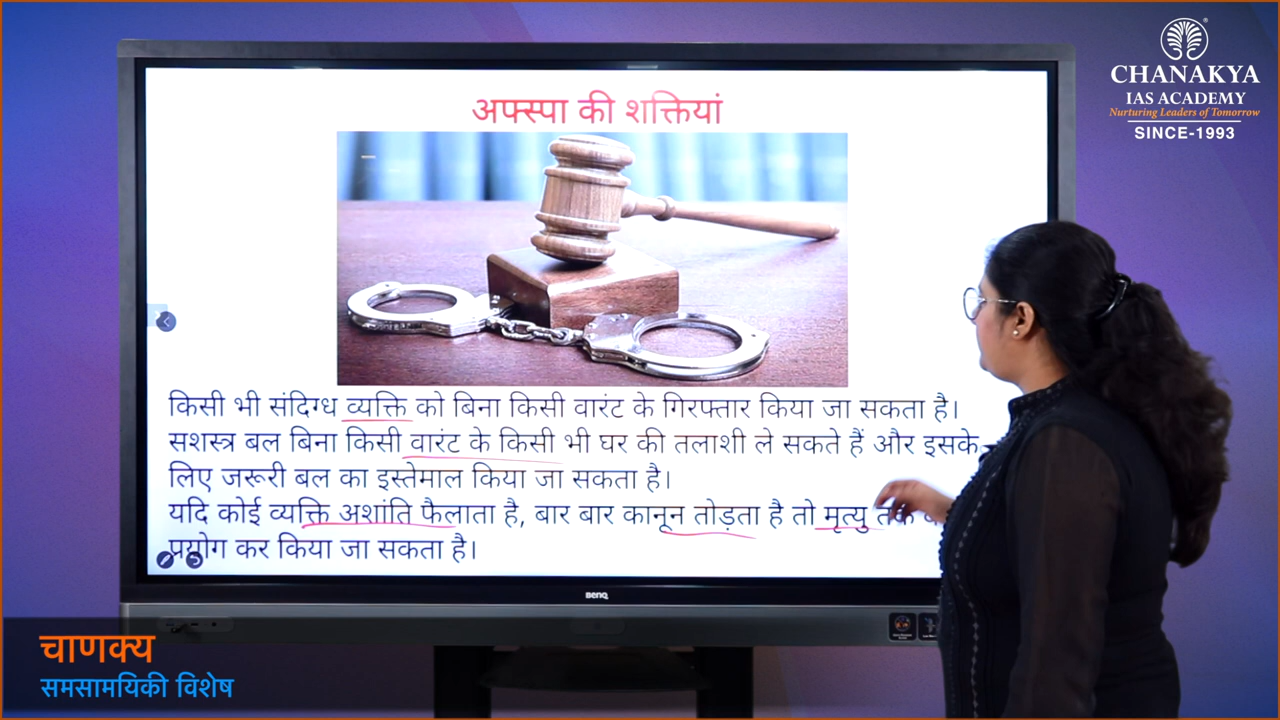 CHANAKYA
IAS ACADEMY
Nurturing Leaders of Tomorrow
SINCE-1993
अफ्स्पा की शक्तियां
किसी भी संदिग्ध व्यक्ति को बिना किसी वारंट के गिरफ्तार किया जा सकता है।
सशस्त्र बल बिना किसी वारंट के किसी भी घर की तलाशी ले सकते हैं और इसके
लिए जरूरी बल का इस्तेमाल किया जा सकता है।
यदि कोई व्यक्ति अशांति फैलाता है, बार बार कानून तोड़ता है तो मृत्यु तक
प्रयोग कर किया जा सकता है।
BenQ
चाणक्य
समसामयिकी विशेष